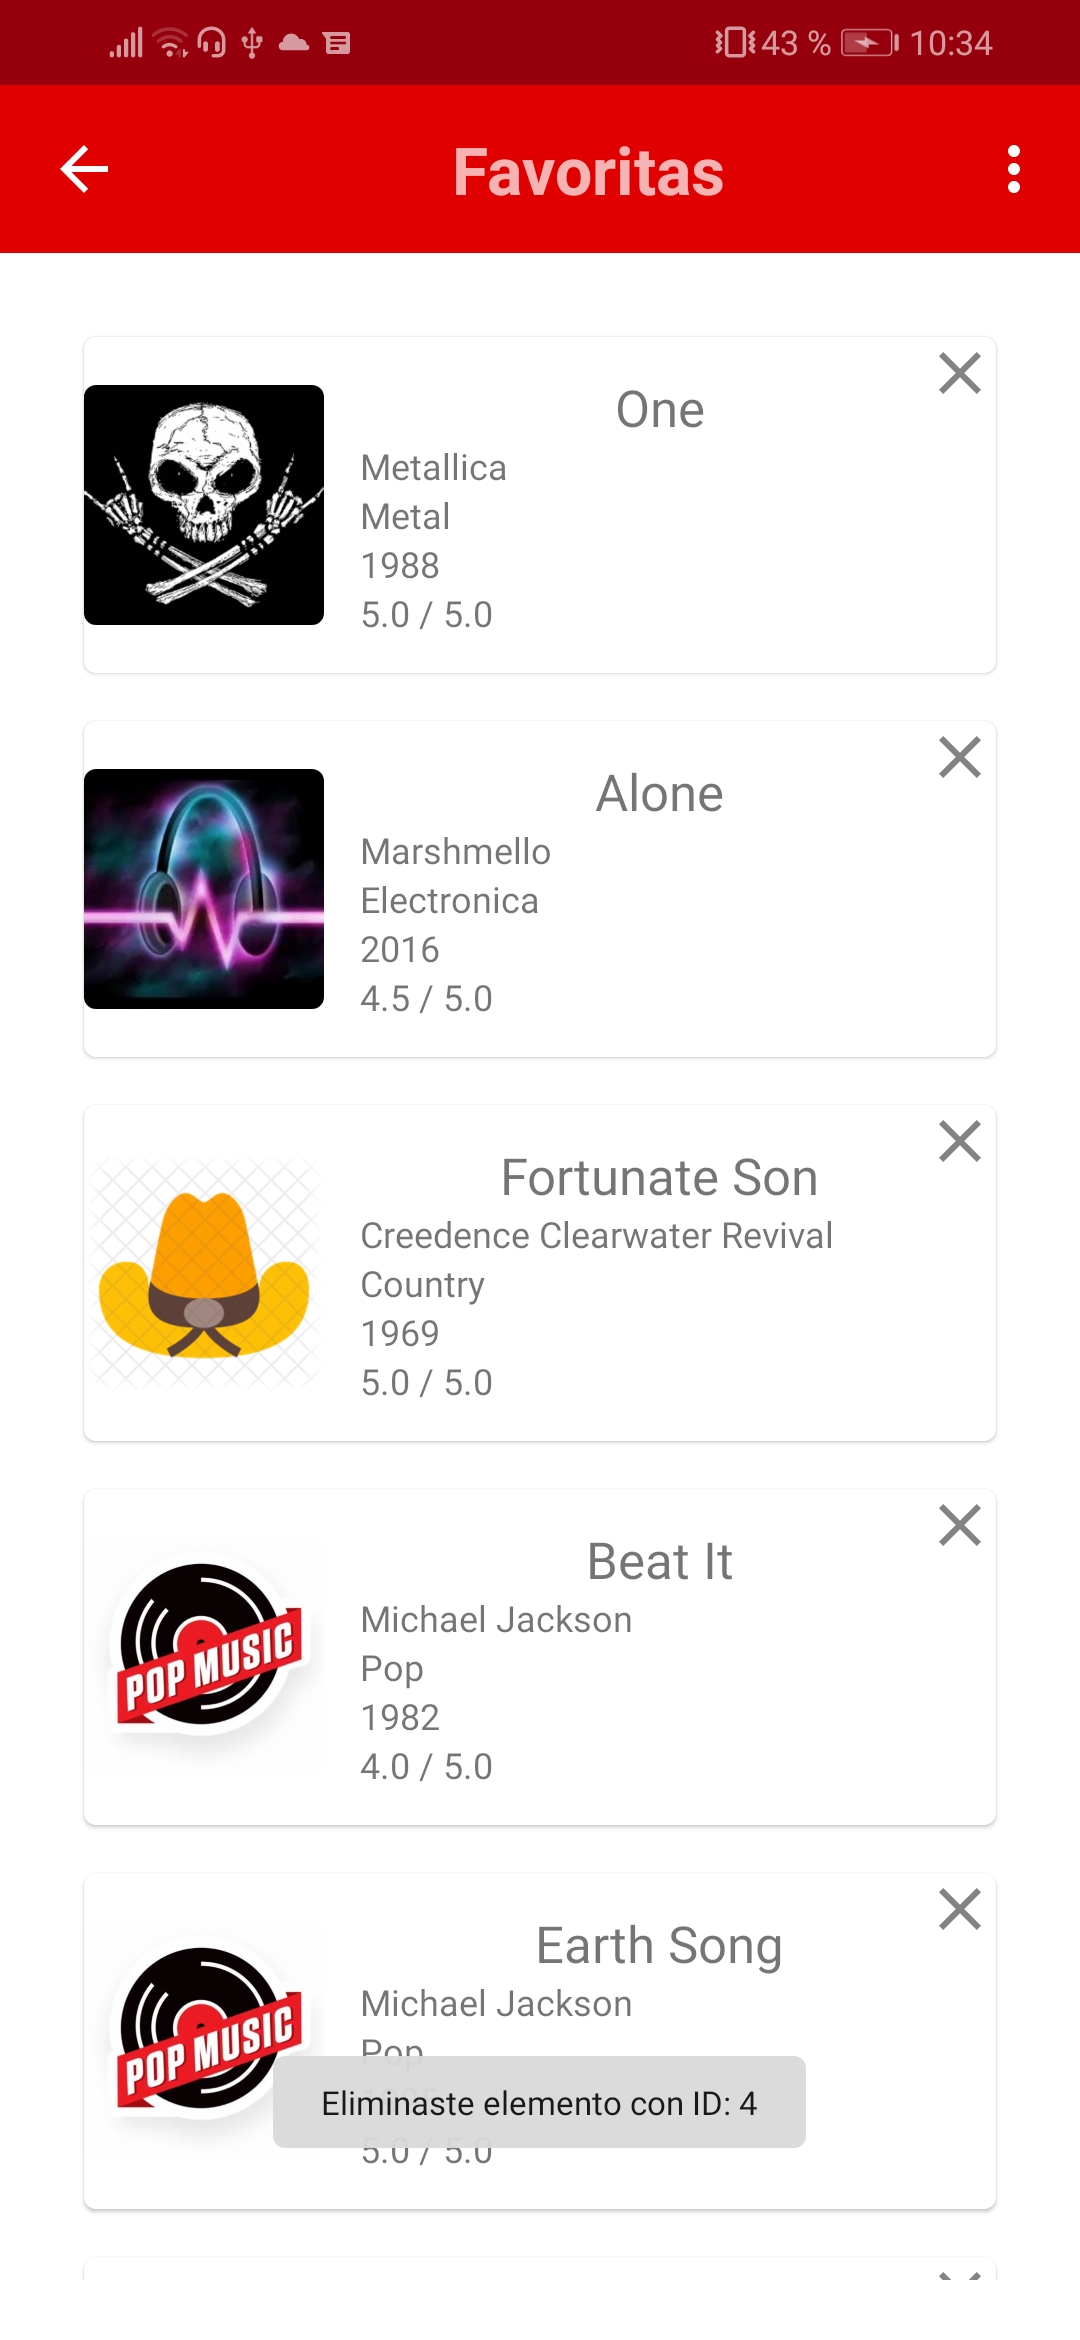 43 % 10:34
Favoritas
One
Metallica
Metal
1988
5.0 / 5.0
Alone
Marshmello
Electronica
2016
4.5 / 5.0
Fortunate Son
Creedence Clearwater Revival
Country
1969
5.0 / 5.0
Beat It
POP MUSIC
Michael Jackson
Pop
1982
4.0 / 5.0
Earth Song
POP MUSIC
Michael Jackson
Pop
Eliminaste elemento con ID: 4
5.0 / 5.0